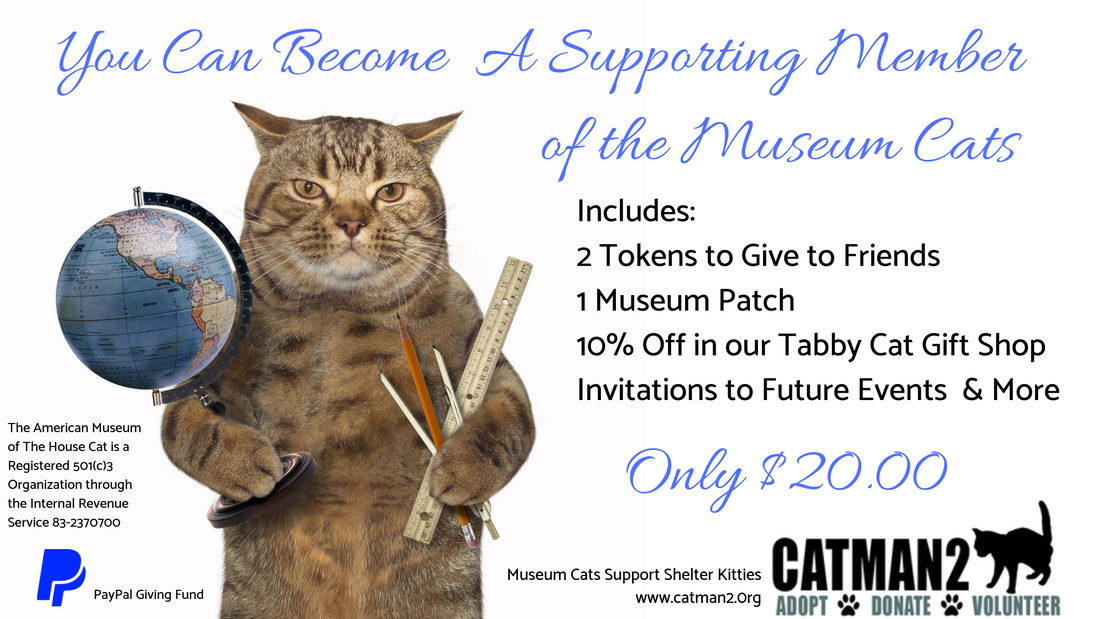 You Can Become A Supporting Member
of the Museum Cats
Includes:
2 Tokens to Give to Friends
1 Museum Patch
10% Off in our Tabby Cat Gift Shop
Invitations to Future Events & More
Only $20.00
The American Museum
of The House Cat is a
Registered 501(c)3
Organization through
the Internal Revenue
Service 83-2370700
PayPal Giving Fund
Museum Cats Support Shelter Kitties
www.catman2.Org
CATMAN2
ADOPT DONATE VOLUNTEER